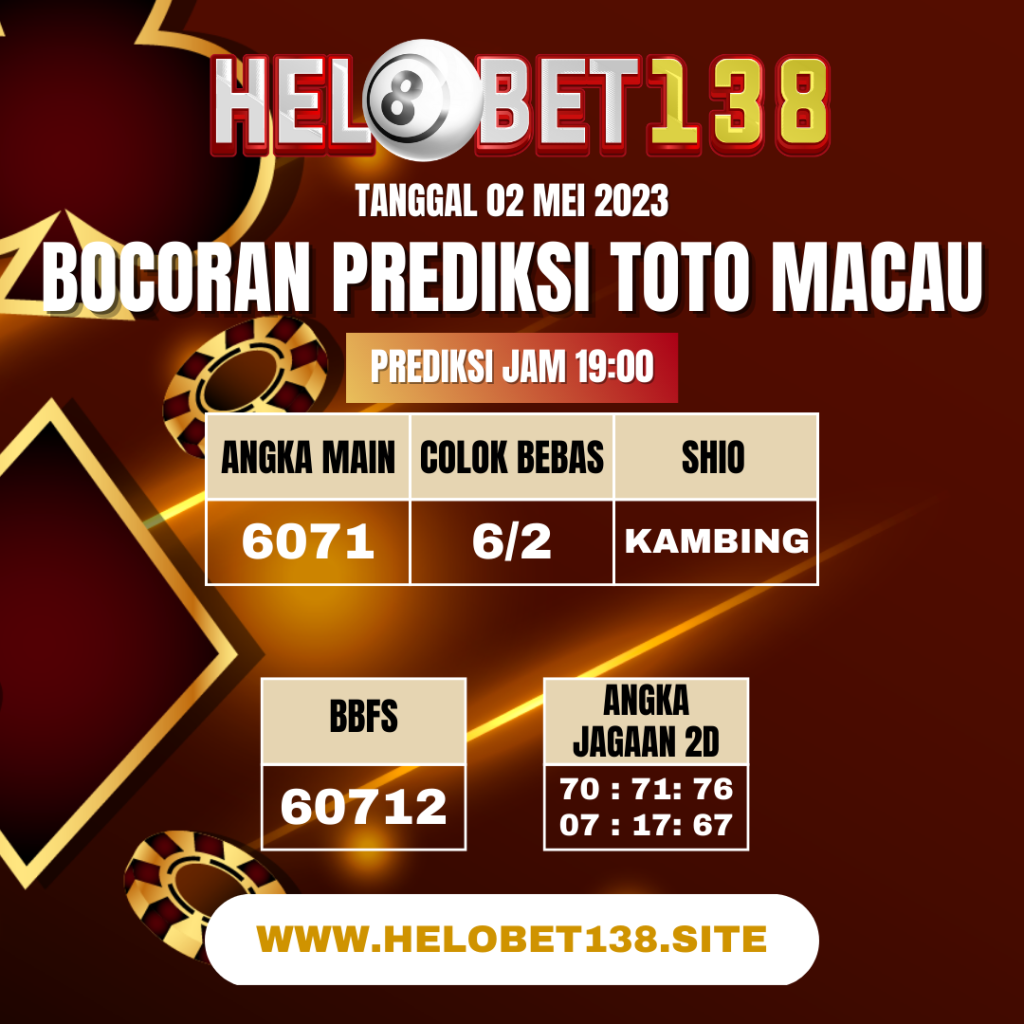 HELOBET138
TANGGAL 02 MEI 2023
BOCORAN PREDIKSI TOTO MACAU
PREDIKSI JAM 19:00
ANGKA MAIN COLOK BEBAS SHIO
6071 6/2 KAMBING
BBFS
60712
ANGKA
JAGAAN 2D
70 : 71: 76
07 : 17: 67
WWW.HELOBET138.SITE